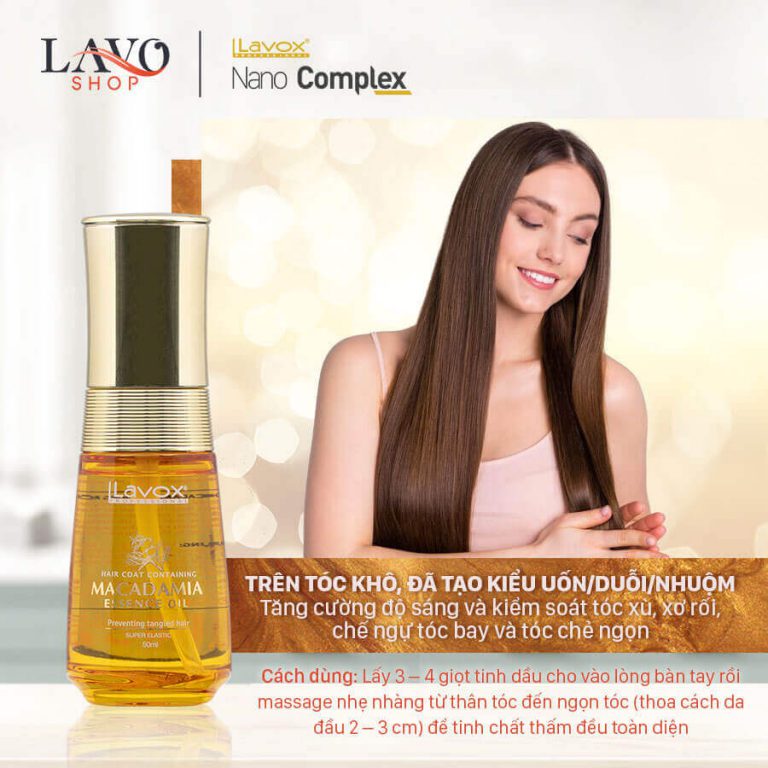 LAVO
SHOP
Lavox®
PROFESSIONAL
Nano Complex
Lavox®
PROFESSIONAL
HAIR COAT CONTAINING
MACADAMIA
ESSENCE OIL
Preventing tangled hair
SUPER ELASTIC
50ml
TRÊN TÓC KHÔ, ĐÃ TẠO KIỂU UỐN/DUỖI/NHUỘM
Tăng cường độ sáng và kiểm soát tóc xù, xơ rối,
chế ngự tóc bay và tóc chẻ ngọn
Cách dùng: Lấy 3 – 4 giọt tinh dầu cho vào lòng bàn tay rồi
massage nhẹ nhàng từ thân tóc đến ngọn tóc (thoa cách da
đầu 2 – 3 cm) để tinh chất thấm đều toàn diện